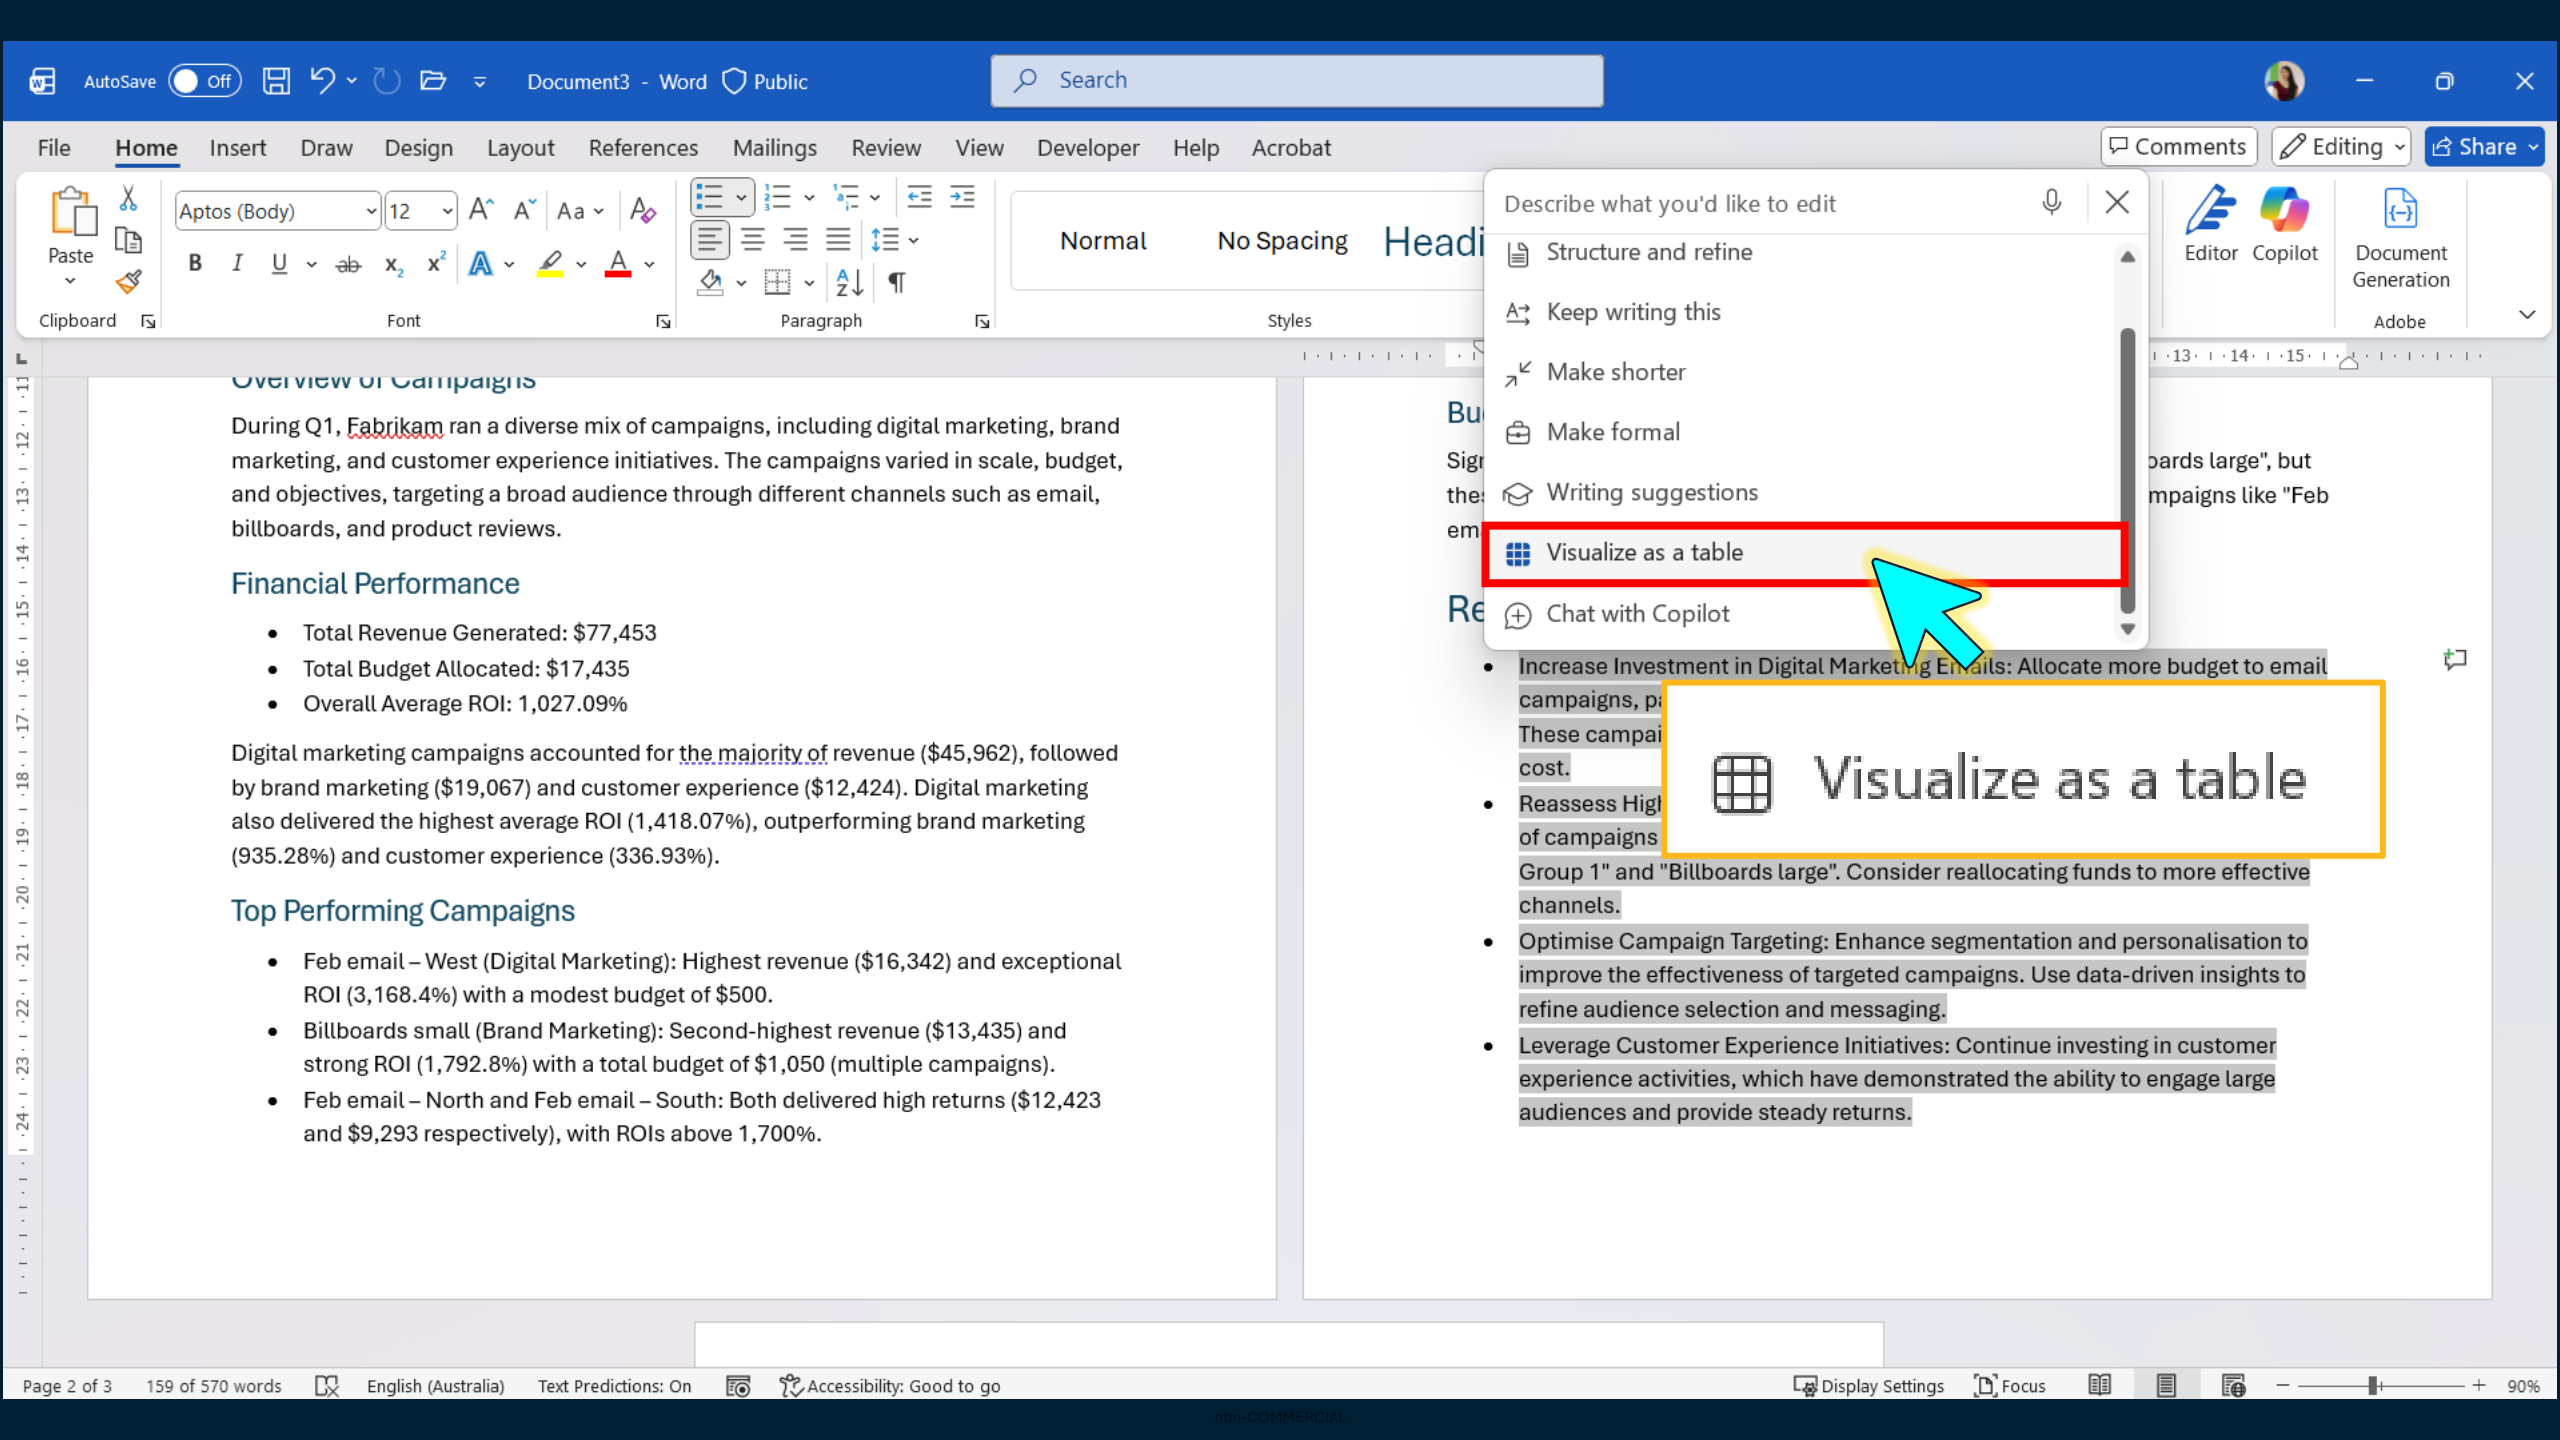 AutoSave Off Document3 - Word Public Search
File Home Insert Draw Design Layout References Mailings Review View Developer Help Acrobat Comments Editing Share
Paste
Clipboard
Aptos (Body) 12
Aa
B I U ab x2 x2 A A
Font
Paragraph
Normal No Spacing Headi
Styles
Editor Copilot
Document
Generation
Adobe
Describe what you'd like to edit
Structure and refine
Keep writing this
Make shorter
Make formal
Writing suggestions
Visualize as a table
Chat with Copilot
Visualize as a table
Overview of Campaigns
During Q1, Fabrikam ran a diverse mix of campaigns, including digital marketing, brand
marketing, and customer experience initiatives. The campaigns varied in scale, budget,
and objectives, targeting a broad audience through different channels such as email,
billboards, and product reviews.
Financial Performance
• Total Revenue Generated: $77,453
• Total Budget Allocated: $17,435
• Overall Average ROI: 1,027.09%
Digital marketing campaigns accounted for the majority of revenue ($45,962), followed
by brand marketing ($19,067) and customer experience ($12,424). Digital marketing
also delivered the highest average ROI (1,418.07%), outperforming brand marketing
(935.28%) and customer experience (336.93%).
Top Performing Campaigns
• Feb email – West (Digital Marketing): Highest revenue ($16,342) and exceptional
ROI (3,168.4%) with a modest budget of $500.
• Billboards small (Brand Marketing): Second-highest revenue ($13,435) and
strong ROI (1,792.8%) with a total budget of $1,050 (multiple campaigns).
• Feb email – North and Feb email – South: Both delivered high returns ($12,423
and $9,293 respectively), with ROIs above 1,700%.
Bu
Sig oards large", but
thes mpaigns like "Feb
em
Re
• Increase Investment in Digital Marketing Emails: Allocate more budget to email
campaigns, pa
These campai
cost.
• Reassess High
of campaigns
Group 1" and "Billboards large". Consider reallocating funds to more effective
channels.
• Optimise Campaign Targeting: Enhance segmentation and personalisation to
improve the effectiveness of targeted campaigns. Use data-driven insights to
refine audience selection and messaging.
• Leverage Customer Experience Initiatives: Continue investing in customer
experience activities, which have demonstrated the ability to engage large
audiences and provide steady returns.
Page 2 of 3 159 of 570 words English (Australia) Text Predictions: On Accessibility: Good to go Display Settings Focus 90%
nbn-COMMERCIAL